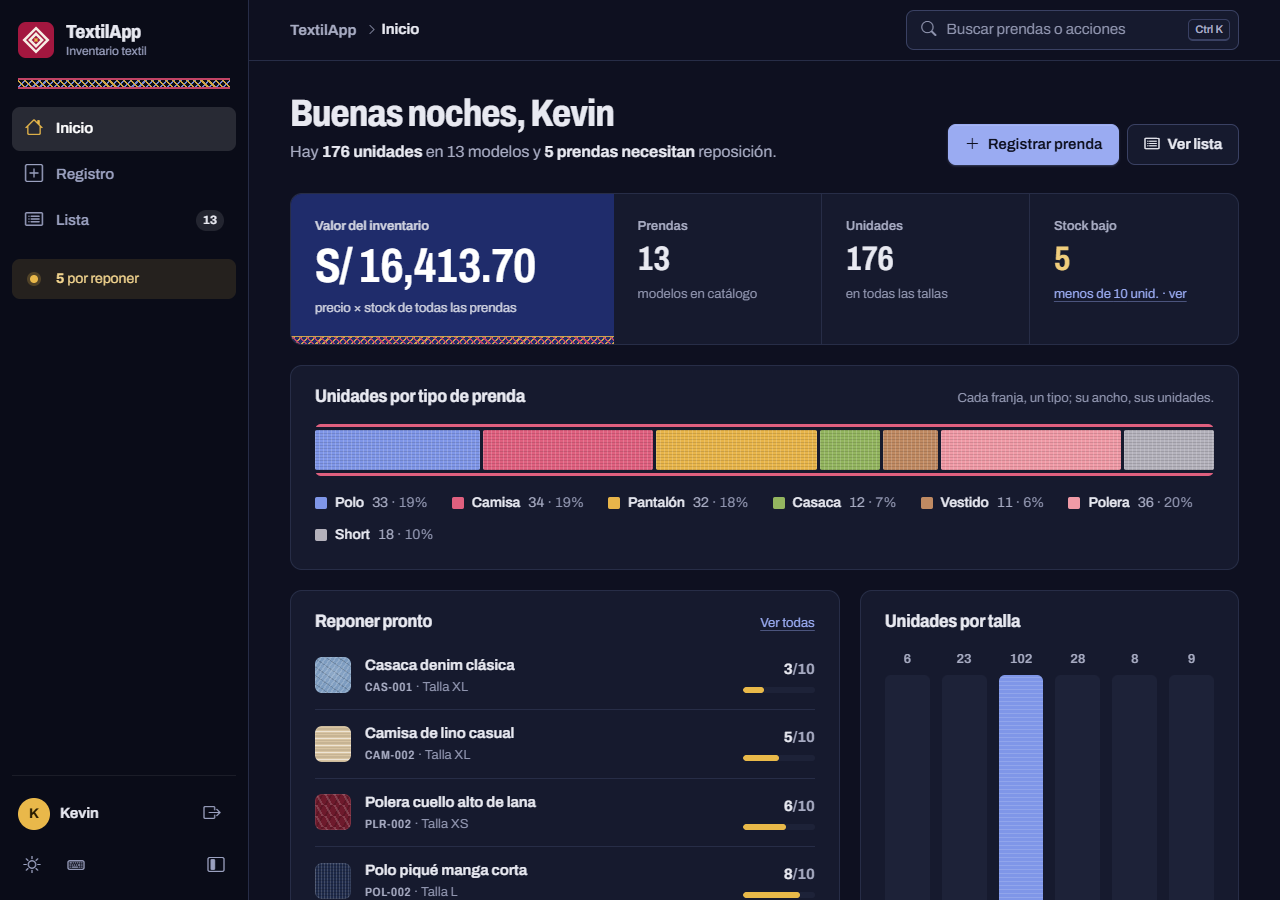 TextilApp
Inventario textil
Inicio
Registro
Lista 13
5 por reponer
K Kevin
TextilApp > Inicio
Buscar prendas o acciones Ctrl K
Buenas noches, Kevin
Hay 176 unidades en 13 modelos y 5 prendas necesitan reposición.
+ Registrar prenda
Ver lista
Valor del inventario
S/ 16,413.70
precio × stock de todas las prendas
Prendas
13
modelos en catálogo
Unidades
176
en todas las tallas
Stock bajo
5
menos de 10 unid. · ver
Unidades por tipo de prenda
Cada franja, un tipo; su ancho, sus unidades.
Polo 33 · 19% Camisa 34 · 19% Pantalón 32 · 18% Casaca 12 · 7% Vestido 11 · 6% Polera 36 · 20%
Short 18 · 10%
Reponer pronto
Ver todas
Casaca denim clásica
CAS-001 · Talla XL
3/10
Camisa de lino casual
CAM-002 · Talla XL
5/10
Polera cuello alto de lana
PLR-002 · Talla XS
6/10
Polo piqué manga corta
POL-002 · Talla L
8/10
Unidades por talla
6 23 102 28 8 9